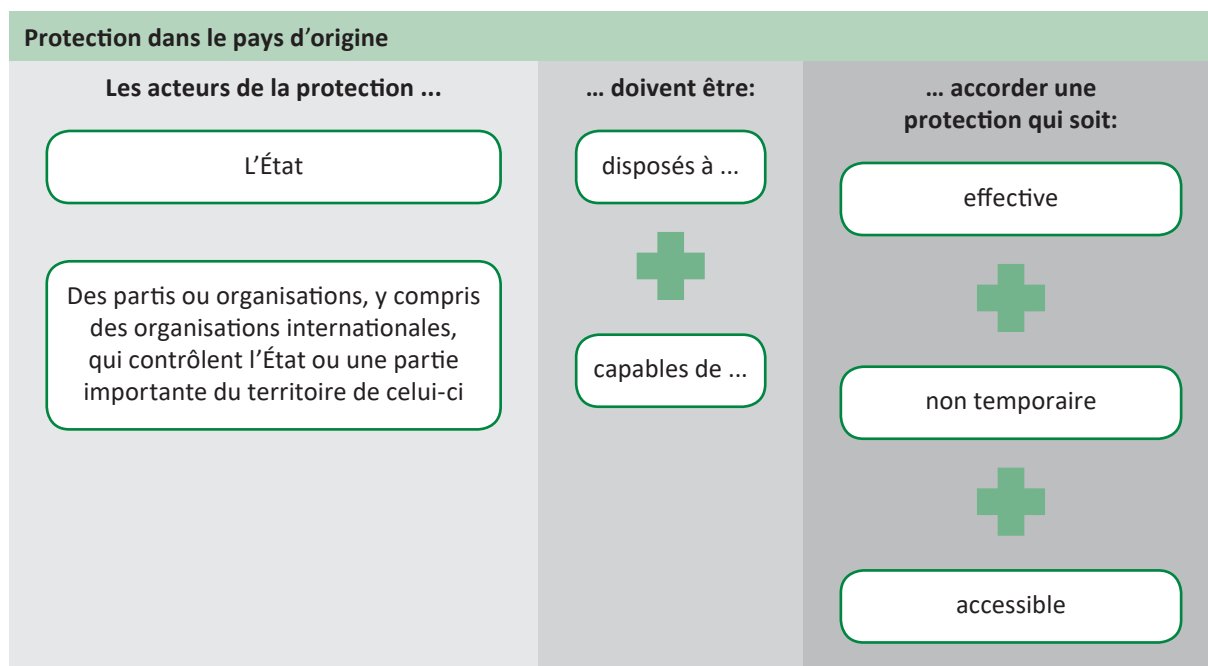 Protection dans le pays d’origine
Les acteurs de la protection ...
L’État
Des partis ou organisations, y compris
des organisations internationales,
qui contrôlent l’État ou une partie
importante du territoire de celui-ci
... doivent être:
disposés à ...
capables de ...
... accorder une
protection qui soit:
effective
non temporaire
accessible